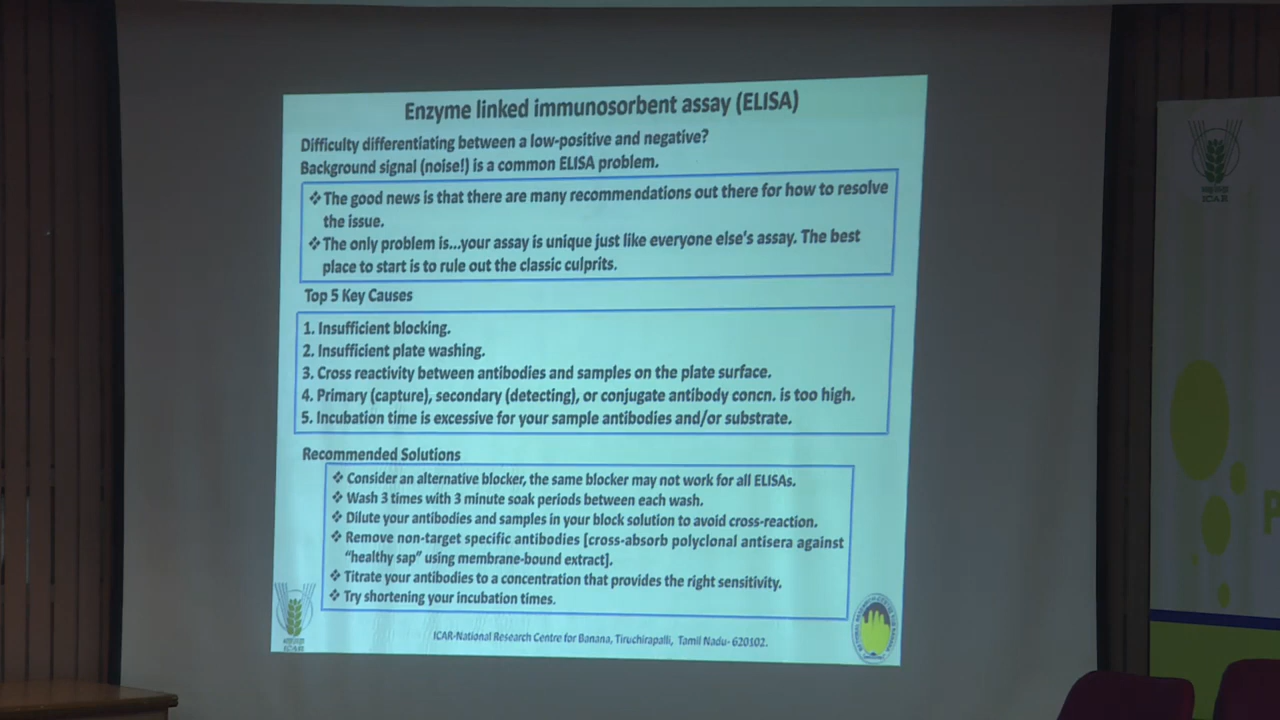 Enzyme linked immunosorbent assay (ELISA)
Difficulty differentiating between a low-positive and negative?
Background signal (noise!) is a common ELISA problem.
❖ The good news is that there are many recommendations out there for how to resolve
the issue.
❖ The only problem is...your assay is unique just like everyone else's assay. The best
place to start is to rule out the classic culprits.
Top 5 Key Causes
1. Insufficient blocking.
2. Insufficient plate washing.
3. Cross reactivity between antibodies and samples on the plate surface.
4. Primary (capture), secondary (detecting), or conjugate antibody concn. is too high.
5. Incubation time is excessive for your sample antibodies and/or substrate.
Recommended Solutions
❖ Consider an alternative blocker, the same blocker may not work for all ELISAs.
❖ Wash 3 times with 3 minute soak periods between each wash.
❖ Dilute your antibodies and samples in your block solution to avoid cross-reaction.
❖ Remove non-target specific antibodies [cross-absorb polyclonal antisera against
"healthy sap" using membrane-bound extract].
❖ Titrate your antibodies to a concentration that provides the right sensitivity.
❖ Try shortening your incubation times.
ICAR-National Research Centre for Banana, Tiruchirapalli, Tamil Nadu- 620102.
ICAR
ICAR